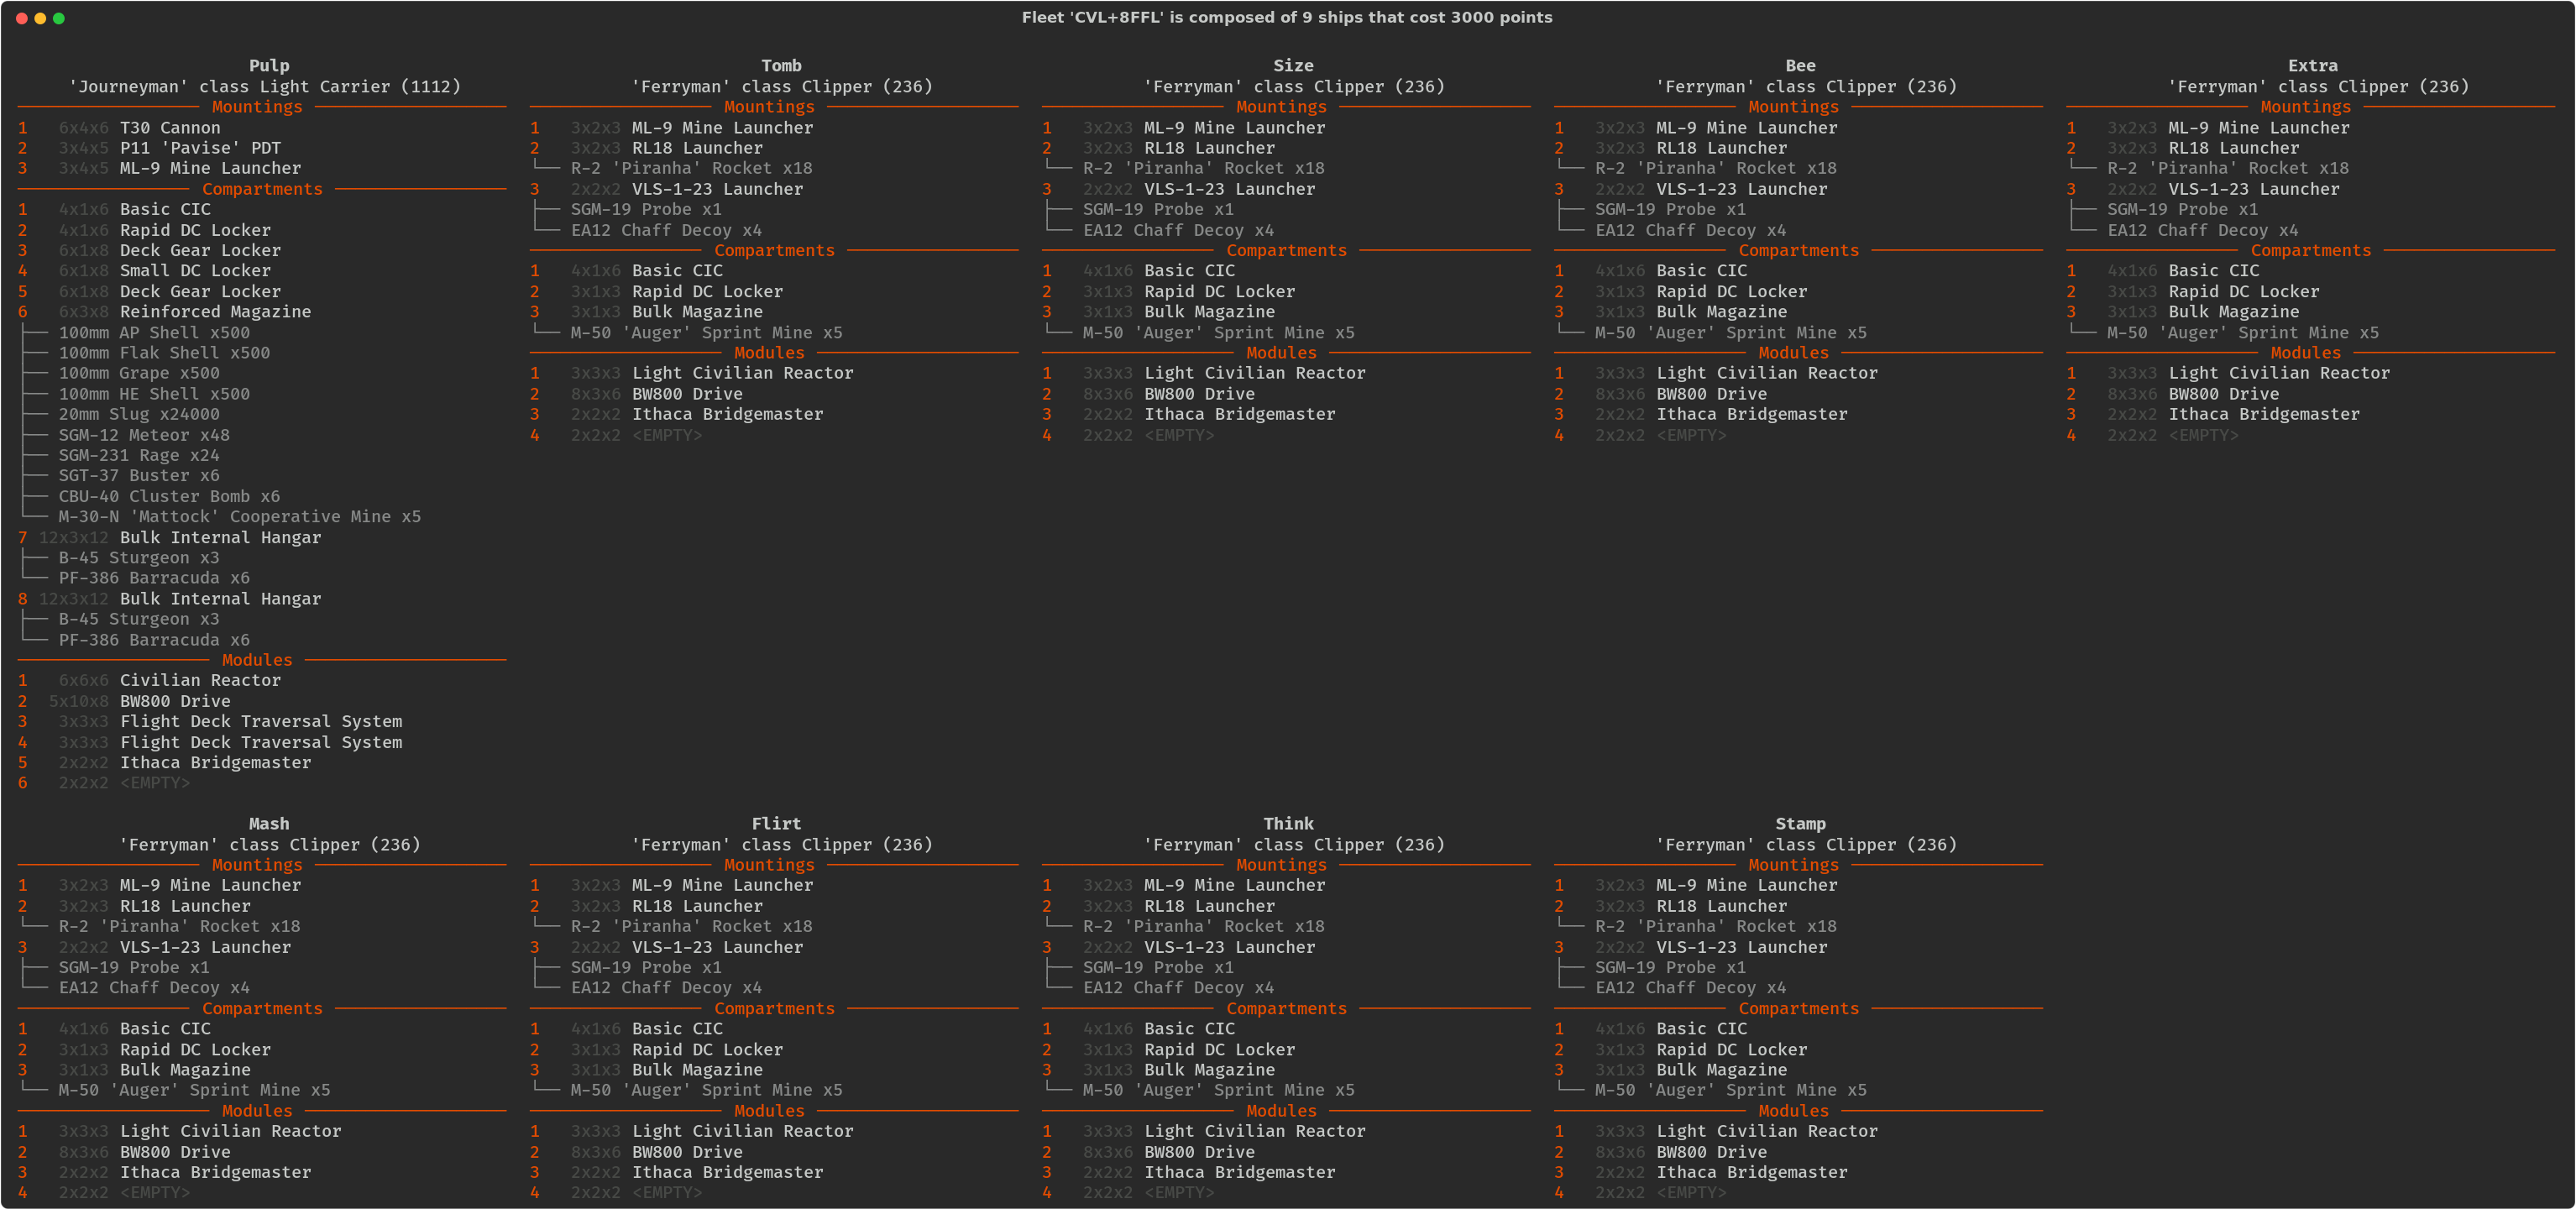 Fleet 'CVL+8FFL' is composed of 9 ships that cost 3000 points
Pulp
'Journeyman' class Light Carrier (1112)
Mountings
1 6x4x6 T30 Cannon
2 3x4x5 P11 'Pavise' PDT
3 3x4x5 ML-9 Mine Launcher
Compartments
1 4x1x6 Basic CIC
2 4x1x6 Rapid DC Locker
3 6x1x8 Deck Gear Locker
4 6x1x8 Small DC Locker
5 6x1x8 Deck Gear Locker
6 6x3x8 Reinforced Magazine
├── 100mm AP Shell x500
├── 100mm Flak Shell x500
├── 100mm Grape x500
├── 100mm HE Shell x500
├── 20mm Slug x24000
├── SGM-12 Meteor x48
├── SGM-231 Rage x24
├── SGT-37 Buster x6
├── CBU-40 Cluster Bomb x6
└── M-30-N 'Mattock' Cooperative Mine x5
7 12x3x12 Bulk Internal Hangar
├── B-45 Sturgeon x3
└── PF-386 Barracuda x6
8 12x3x12 Bulk Internal Hangar
├── B-45 Sturgeon x3
└── PF-386 Barracuda x6
Modules
1 6x6x6 Civilian Reactor
2 5x10x8 BW800 Drive
3 3x3x3 Flight Deck Traversal System
4 3x3x3 Flight Deck Traversal System
5 2x2x2 Ithaca Bridgemaster
6 2x2x2 <EMPTY>
Tomb
'Ferryman' class Clipper (236)
Mountings
1 3x2x3 ML-9 Mine Launcher
2 3x2x3 RL18 Launcher
└── R-2 'Piranha' Rocket x18
3 2x2x2 VLS-1-23 Launcher
├── SGM-19 Probe x1
└── EA12 Chaff Decoy x4
Compartments
1 4x1x6 Basic CIC
2 3x1x3 Rapid DC Locker
3 3x1x3 Bulk Magazine
└── M-50 'Auger' Sprint Mine x5
Modules
1 3x3x3 Light Civilian Reactor
2 8x3x6 BW800 Drive
3 2x2x2 Ithaca Bridgemaster
4 2x2x2 <EMPTY>
Size
'Ferryman' class Clipper (236)
Mountings
1 3x2x3 ML-9 Mine Launcher
2 3x2x3 RL18 Launcher
└── R-2 'Piranha' Rocket x18
3 2x2x2 VLS-1-23 Launcher
├── SGM-19 Probe x1
└── EA12 Chaff Decoy x4
Compartments
1 4x1x6 Basic CIC
2 3x1x3 Rapid DC Locker
3 3x1x3 Bulk Magazine
└── M-50 'Auger' Sprint Mine x5
Modules
1 3x3x3 Light Civilian Reactor
2 8x3x6 BW800 Drive
3 2x2x2 Ithaca Bridgemaster
4 2x2x2 <EMPTY>
Bee
'Ferryman' class Clipper (236)
Mountings
1 3x2x3 ML-9 Mine Launcher
2 3x2x3 RL18 Launcher
└── R-2 'Piranha' Rocket x18
3 2x2x2 VLS-1-23 Launcher
├── SGM-19 Probe x1
└── EA12 Chaff Decoy x4
Compartments
1 4x1x6 Basic CIC
2 3x1x3 Rapid DC Locker
3 3x1x3 Bulk Magazine
└── M-50 'Auger' Sprint Mine x5
Modules
1 3x3x3 Light Civilian Reactor
2 8x3x6 BW800 Drive
3 2x2x2 Ithaca Bridgemaster
4 2x2x2 <EMPTY>
Extra
'Ferryman' class Clipper (236)
Mountings
1 3x2x3 ML-9 Mine Launcher
2 3x2x3 RL18 Launcher
└── R-2 'Piranha' Rocket x18
3 2x2x2 VLS-1-23 Launcher
├── SGM-19 Probe x1
└── EA12 Chaff Decoy x4
Compartments
1 4x1x6 Basic CIC
2 3x1x3 Rapid DC Locker
3 3x1x3 Bulk Magazine
└── M-50 'Auger' Sprint Mine x5
Modules
1 3x3x3 Light Civilian Reactor
2 8x3x6 BW800 Drive
3 2x2x2 Ithaca Bridgemaster
4 2x2x2 <EMPTY>
Mash
'Ferryman' class Clipper (236)
Mountings
1 3x2x3 ML-9 Mine Launcher
2 3x2x3 RL18 Launcher
└── R-2 'Piranha' Rocket x18
3 2x2x2 VLS-1-23 Launcher
├── SGM-19 Probe x1
└── EA12 Chaff Decoy x4
Compartments
1 4x1x6 Basic CIC
2 3x1x3 Rapid DC Locker
3 3x1x3 Bulk Magazine
└── M-50 'Auger' Sprint Mine x5
Modules
1 3x3x3 Light Civilian Reactor
2 8x3x6 BW800 Drive
3 2x2x2 Ithaca Bridgemaster
4 2x2x2 <EMPTY>
Flirt
'Ferryman' class Clipper (236)
Mountings
1 3x2x3 ML-9 Mine Launcher
2 3x2x3 RL18 Launcher
└── R-2 'Piranha' Rocket x18
3 2x2x2 VLS-1-23 Launcher
├── SGM-19 Probe x1
└── EA12 Chaff Decoy x4
Compartments
1 4x1x6 Basic CIC
2 3x1x3 Rapid DC Locker
3 3x1x3 Bulk Magazine
└── M-50 'Auger' Sprint Mine x5
Modules
1 3x3x3 Light Civilian Reactor
2 8x3x6 BW800 Drive
3 2x2x2 Ithaca Bridgemaster
4 2x2x2 <EMPTY>
Think
'Ferryman' class Clipper (236)
Mountings
1 3x2x3 ML-9 Mine Launcher
2 3x2x3 RL18 Launcher
└── R-2 'Piranha' Rocket x18
3 2x2x2 VLS-1-23 Launcher
├── SGM-19 Probe x1
└── EA12 Chaff Decoy x4
Compartments
1 4x1x6 Basic CIC
2 3x1x3 Rapid DC Locker
3 3x1x3 Bulk Magazine
└── M-50 'Auger' Sprint Mine x5
Modules
1 3x3x3 Light Civilian Reactor
2 8x3x6 BW800 Drive
3 2x2x2 Ithaca Bridgemaster
4 2x2x2 <EMPTY>
Stamp
'Ferryman' class Clipper (236)
Mountings
1 3x2x3 ML-9 Mine Launcher
2 3x2x3 RL18 Launcher
└── R-2 'Piranha' Rocket x18
3 2x2x2 VLS-1-23 Launcher
├── SGM-19 Probe x1
└── EA12 Chaff Decoy x4
Compartments
1 4x1x6 Basic CIC
2 3x1x3 Rapid DC Locker
3 3x1x3 Bulk Magazine
└── M-50 'Auger' Sprint Mine x5
Modules
1 3x3x3 Light Civilian Reactor
2 8x3x6 BW800 Drive
3 2x2x2 Ithaca Bridgemaster
4 2x2x2 <EMPTY>